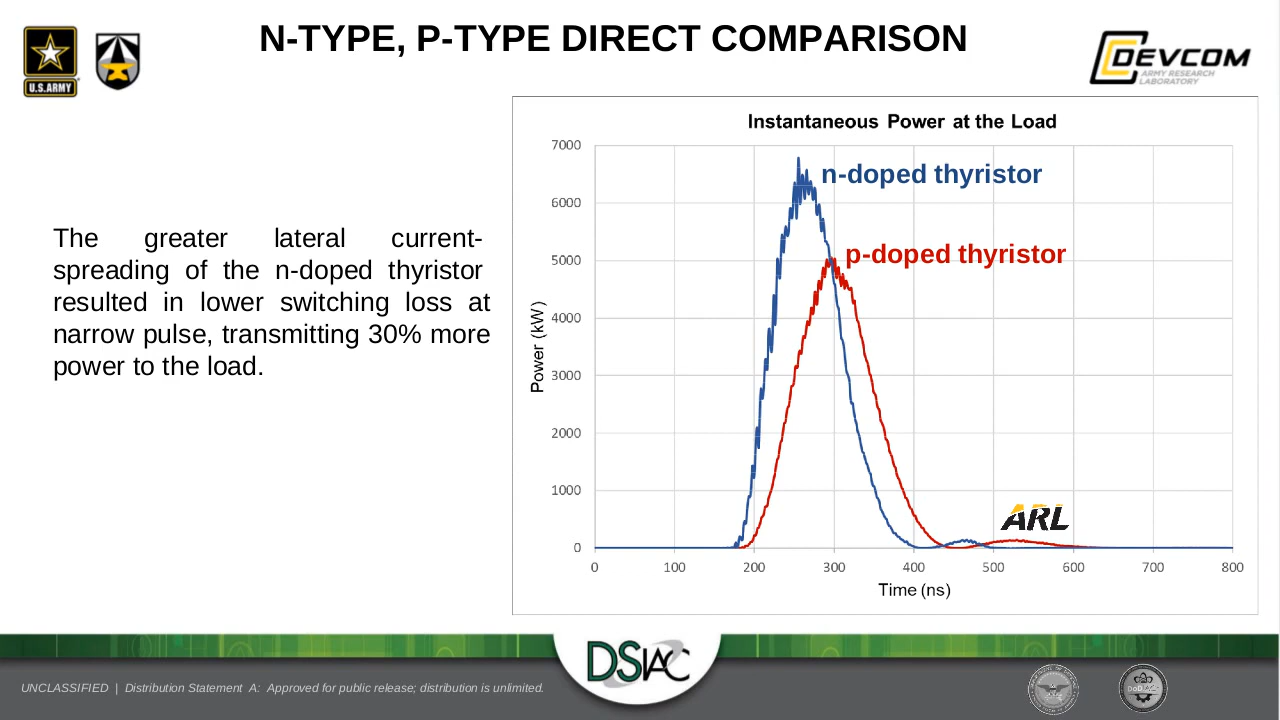 N-TYPE, P-TYPE DIRECT COMPARISON
U.S.ARMY
DEVCOM
ARMY RESEARCH
LABORATORY
The greater lateral current-
spreading of the n-doped thyristor
resulted in lower switching loss at
narrow pulse, transmitting 30% more
power to the load.
Instantaneous Power at the Load
7000
6000
5000
4000
3000
2000
1000
0
Power (kW)
n-doped thyristor
p-doped thyristor
ARL
0 100 200 300 400 500 600 700 800
Time (ns)
DSIAC
UNCLASSIFIED | Distribution Statement A: Approved for public release; distribution is unlimited.